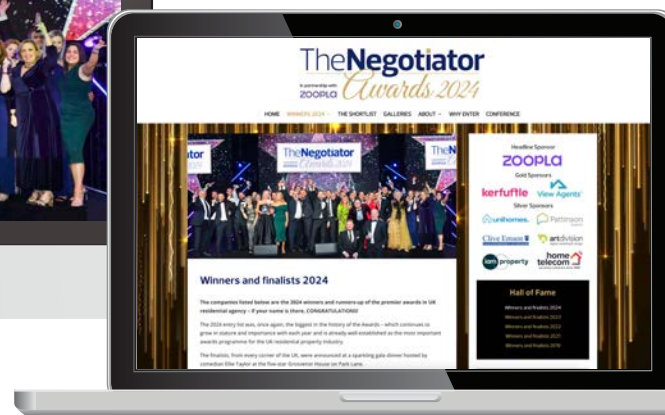 TheNegotiator
In partnership with
ZOOPLA
Awards 2024
HOME WINNERS 2024 THE SHORTLIST GALLERIES ABOUT WHY ENTER CONFERENCE
TheNegotiator
Awards 2024
Winners and finalists 2024
The companies listed below are the 2024 winners and runners-up of the premier awards in UK
residential agency – if your name is there, CONGRATULATIONS!
The 2024 entry list was, once again, the biggest in the history of the Awards – which continues to
grow in stature and importance with each year and is already well-established as the most important
awards programme for the UK residential property industry.
The finalists, from every corner of the UK, were announced at a sparkling gala dinner hosted by
comedian Ellie Taylor at the five-star Grosvenor House on Park Lane.
Headline Sponsor
ZOOPLA
Gold Sponsors
kerfuffle View Agents
Silver Sponsors
unihomes. Pattinson
Clive Emson artdivision
iam property home telecom
Hall of Fame
Winners and finalists 2024
Winners and finalists 2023
Winners and finalists 2022
Winners and finalists 2021